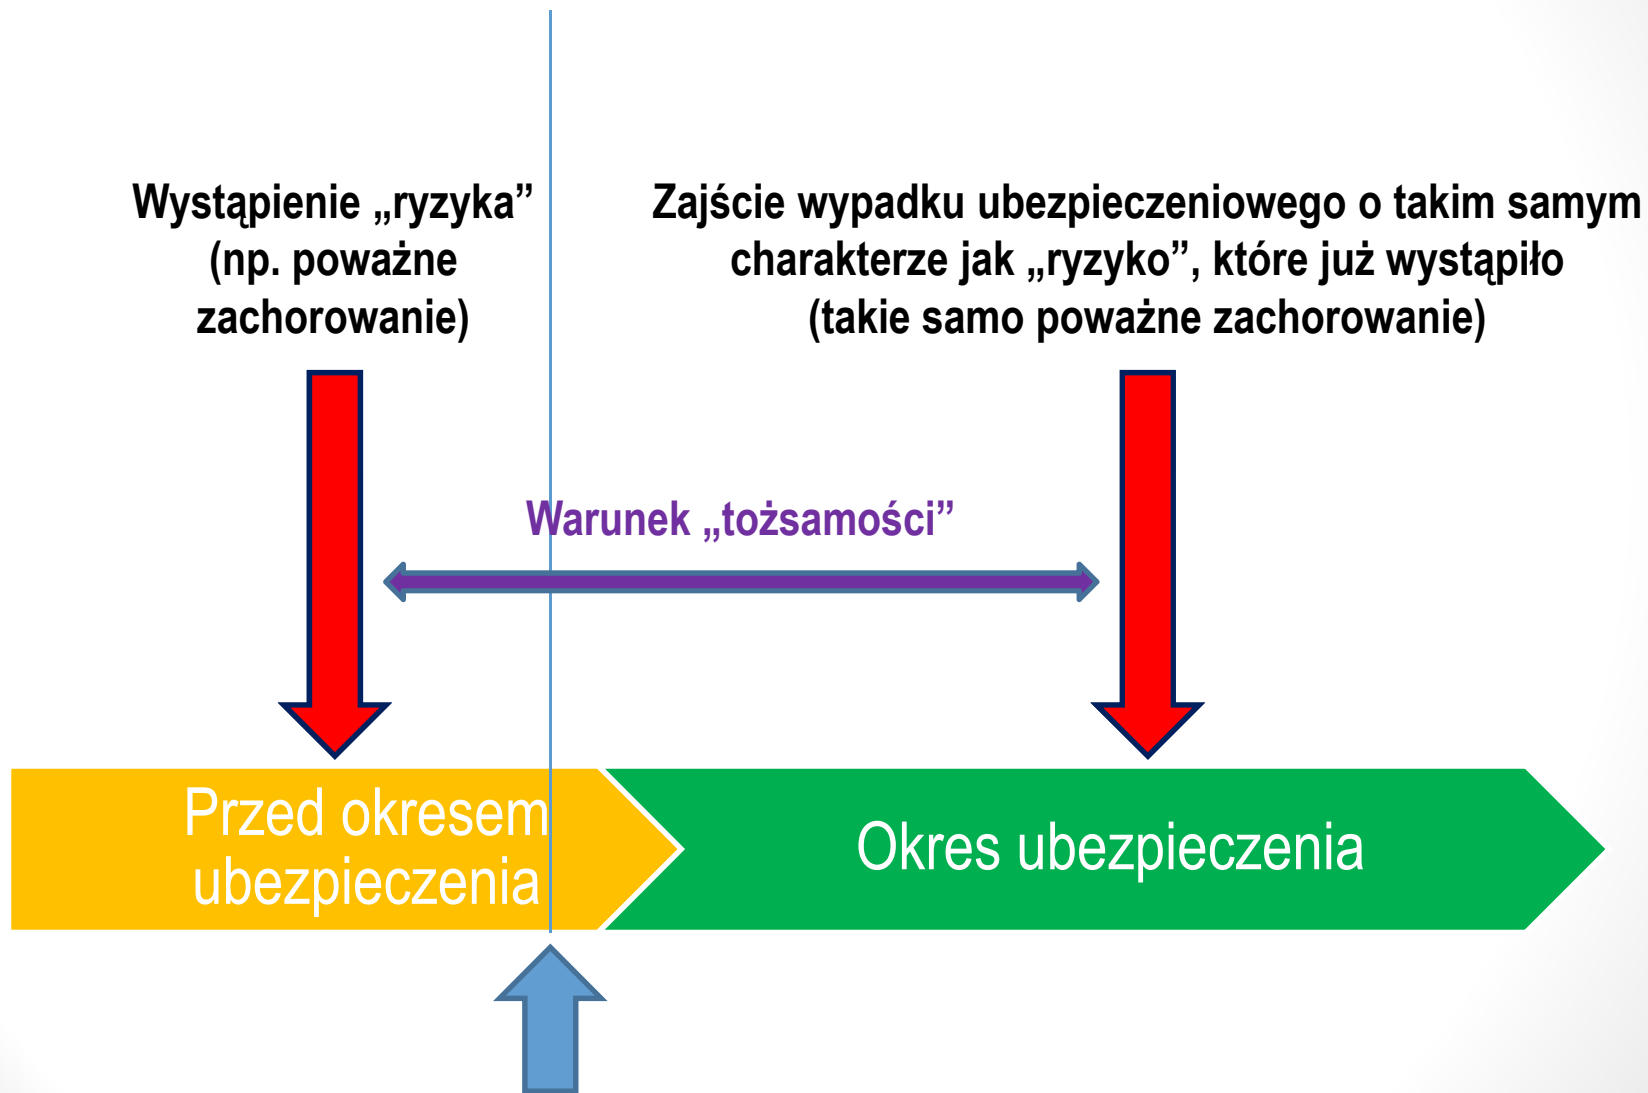 Wystąpienie „ryzyka”
(np. poważne
zachorowanie)
Zajście wypadku ubezpieczeniowego o takim samym
charakterze jak „ryzyko”, które już wystąpiło
(takie samo poważne zachorowanie)
Warunek „tożsamości”
Przed okresem
ubezpieczenia
Okres ubezpieczenia